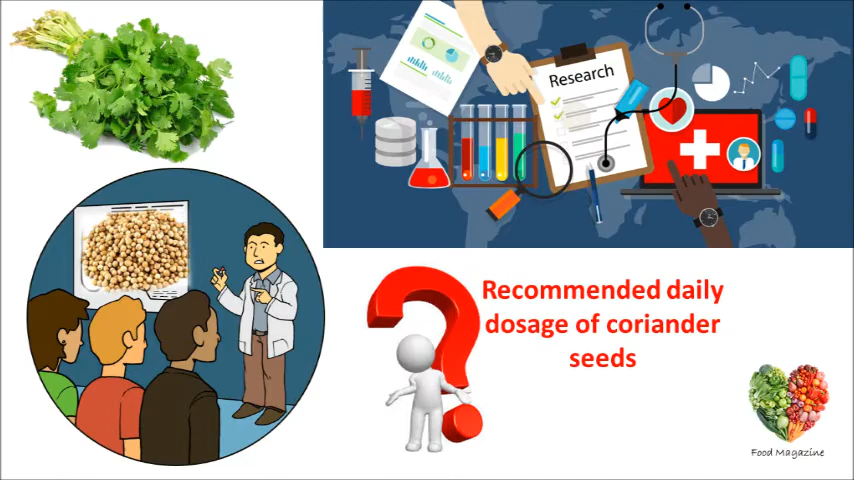 Research
Recommended daily
dosage of coriander
seeds
Food Magazine